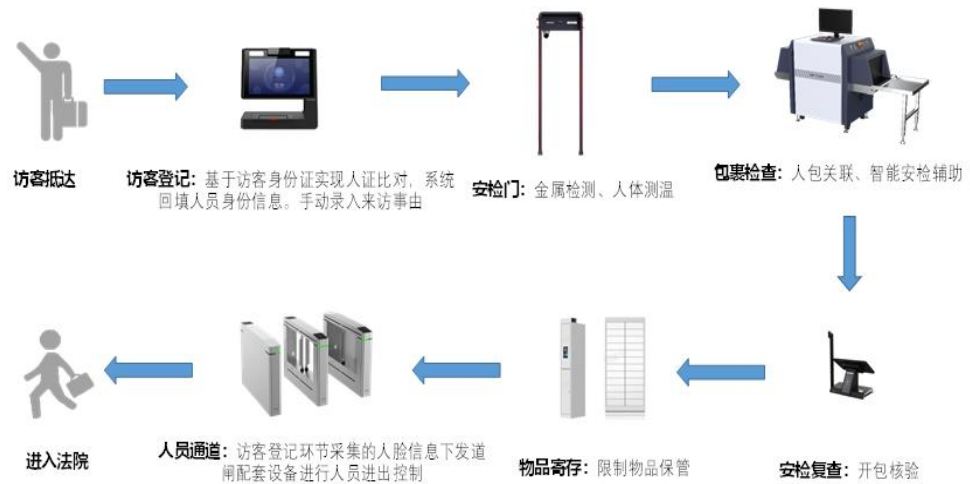 访客抵达
访客登记：基于访客身份证实现人证比对，系统
回填人员身份信息。手动录入来访事由
安检门：金属检测、人体测温
包裹检查：人包关联、智能安检辅助
进入法院
人员通道：访客登记环节采集的人脸信息下发道
闸配套设备进行人员进出控制
物品寄存：限制物品保管
安检复查：开包核验